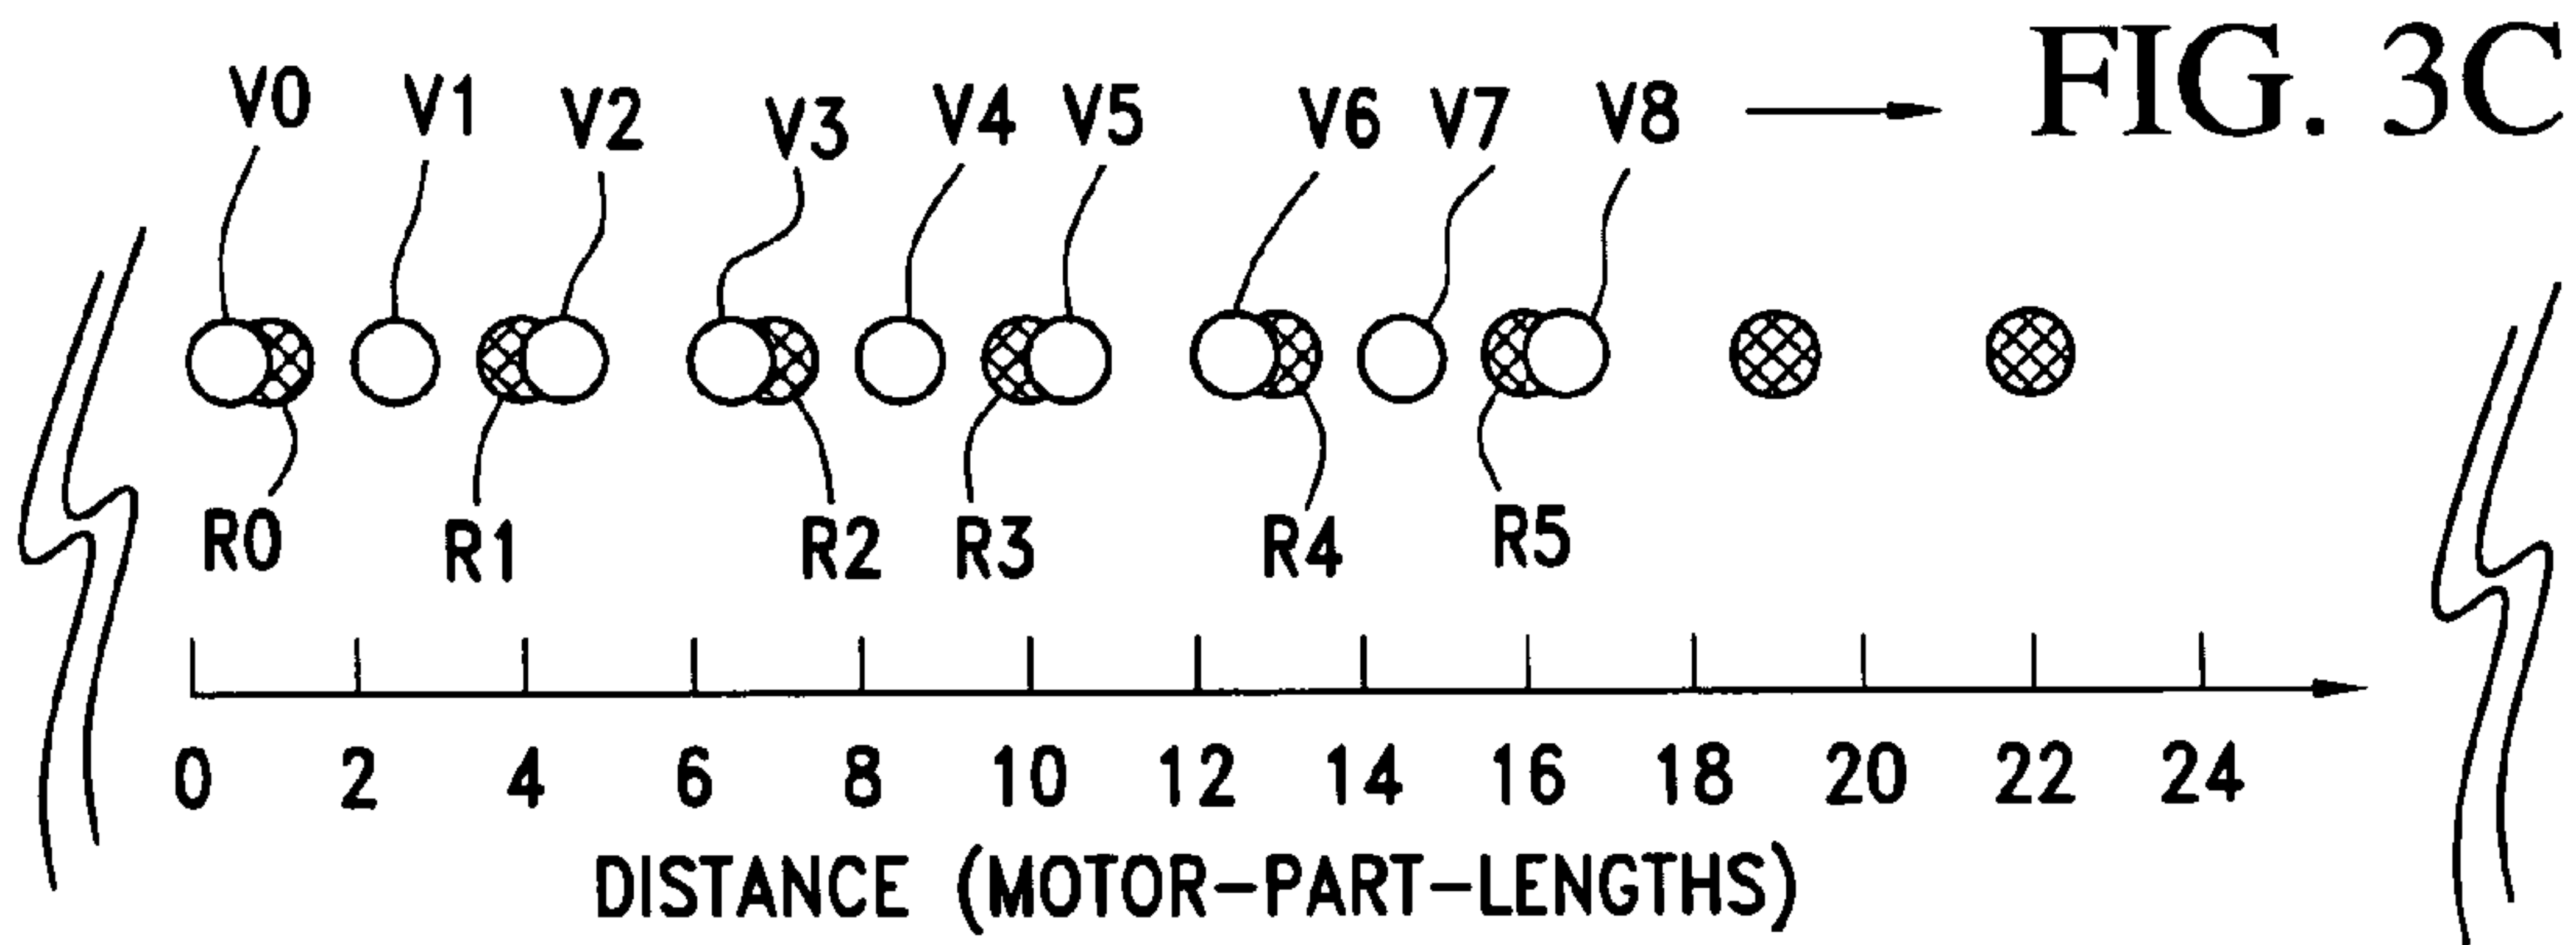 FIG. 3C
V0 V1 V2 V3 V4 V5 V6 V7 V8
R0 R1 R2 R3 R4 R5
0 2 4 6 8 10 12 14 16 18 20 22 24
DISTANCE (MOTOR-PART-LENGTHS)